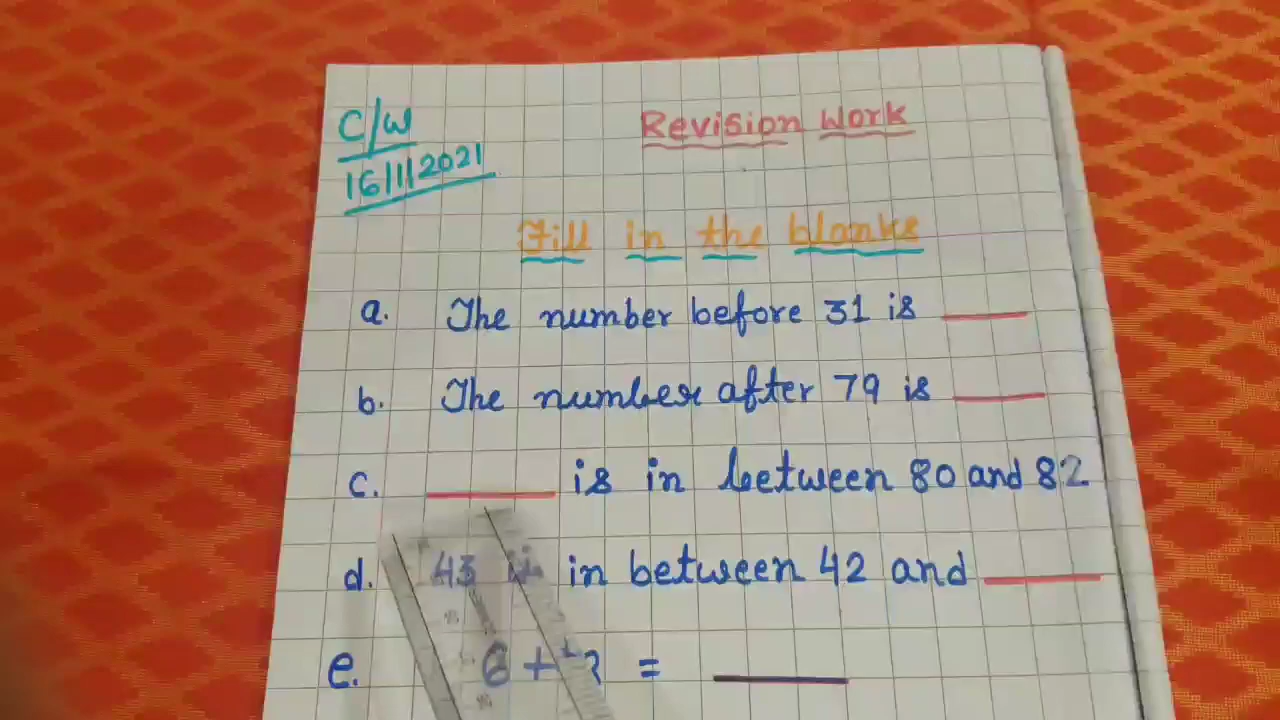 C/W
Revision Work
16/11/2021
Fill in the blanks
a. The number before 31 is
b. The number after 79 is
c. is in between 80 and 82
d. 43 is in between 42 and
e. 6 + =